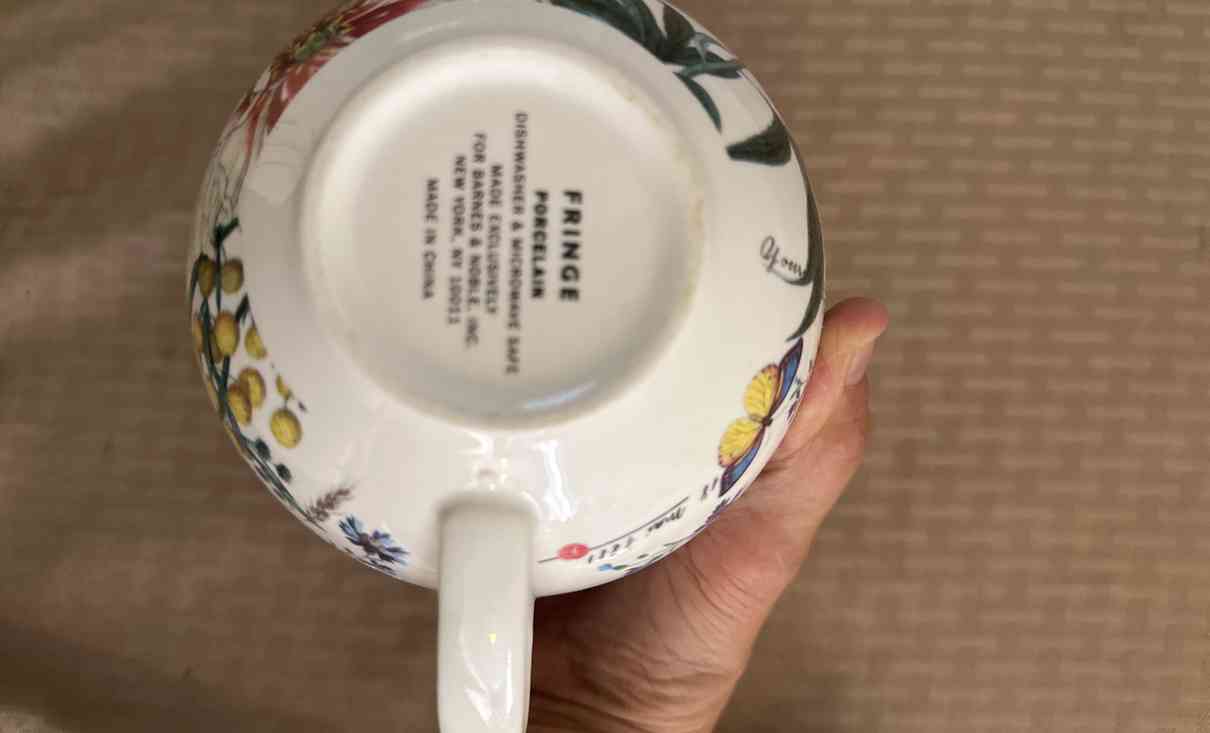 FRINGE
PORCELAIN
DISHWASHER & MICROWAVE SAFE
MADE EXCLUSIVELY
FOR BARNES & NOBLE, INC.
NEW YORK, NY 10011
MADE IN CHINA